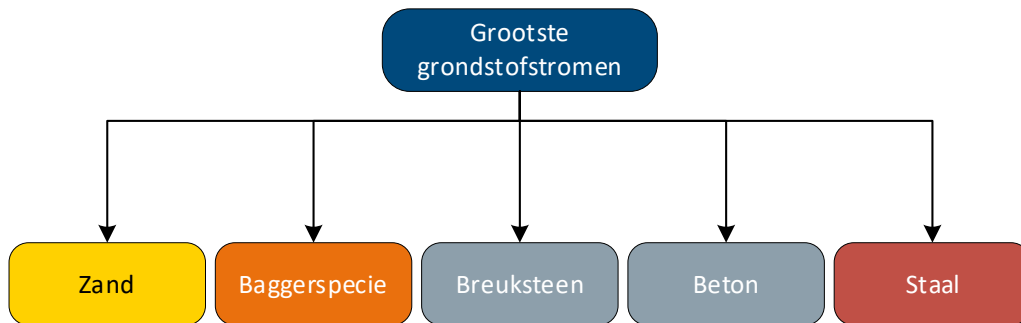 Grootste
grondstofstromen
Zand
Baggerspecie
Breuksteen
Beton
Staal